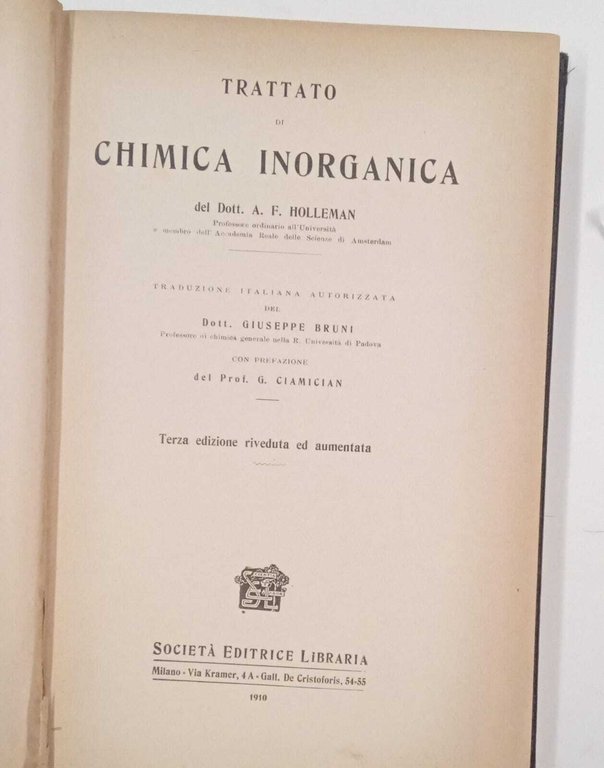 TRATTATO
DI
CHIMICA INORGANICA
del Dott. A. F. HOLLEMAN
Professore ordinario all'Università
e membro dell'Accademia Reale delle Scienze di Amsterdam
TRADUZIONE ITALIANA AUTORIZZATA
DEL
Dott. GIUSEPPE BRUNI
Professore di chimica generale nella R. Università di Padova
CON PREFAZIONE
del Prof. G. CIAMICIAN
Terza edizione riveduta ed aumentata
SOCIETÀ EDITRICE LIBRARIA
Milano - Via Kramer, 4 A - Gall. De Cristoforis, 54-55
1910